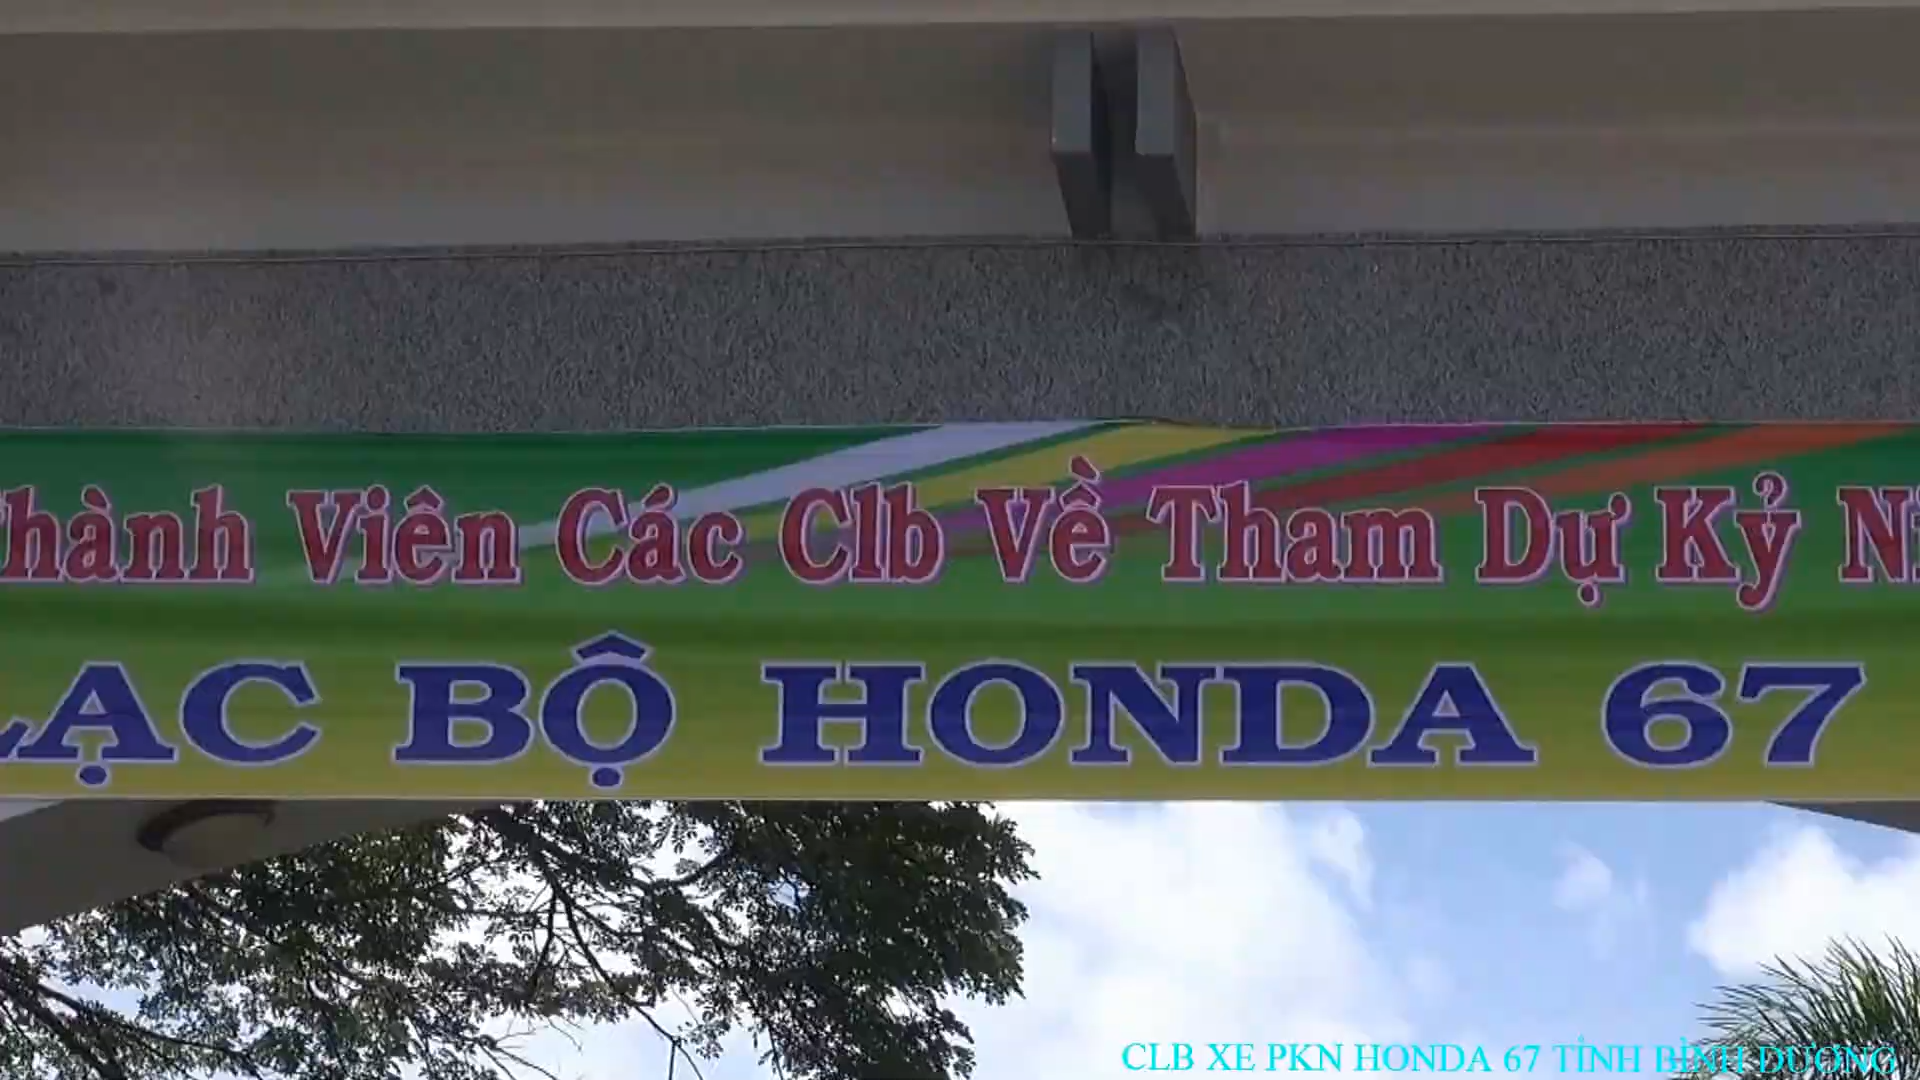 Thành Viên Các Clb Về Tham Dự Kỷ
LẠC BỘ HONDA 67
CLB XE PKN HONDA 67 TỈNH BÌNH DƯƠNG